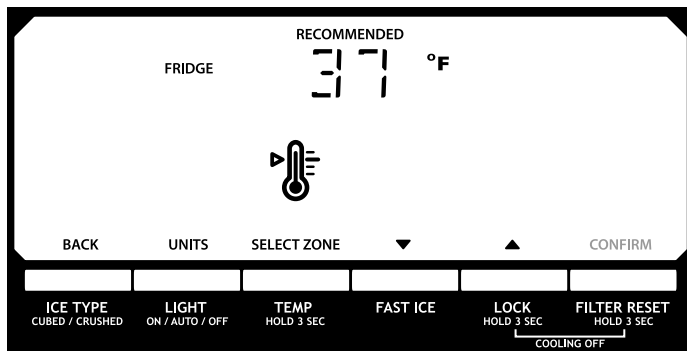 RECOMMENDED
FRIDGE 37 °F
BACK UNITS SELECT ZONE ▼ ▲ CONFIRM
ICE TYPE LIGHT TEMP FAST ICE LOCK FILTER RESET
CUBED / CRUSHED ON / AUTO / OFF HOLD 3 SEC HOLD 3 SEC HOLD 3 SEC
COOLING OFF